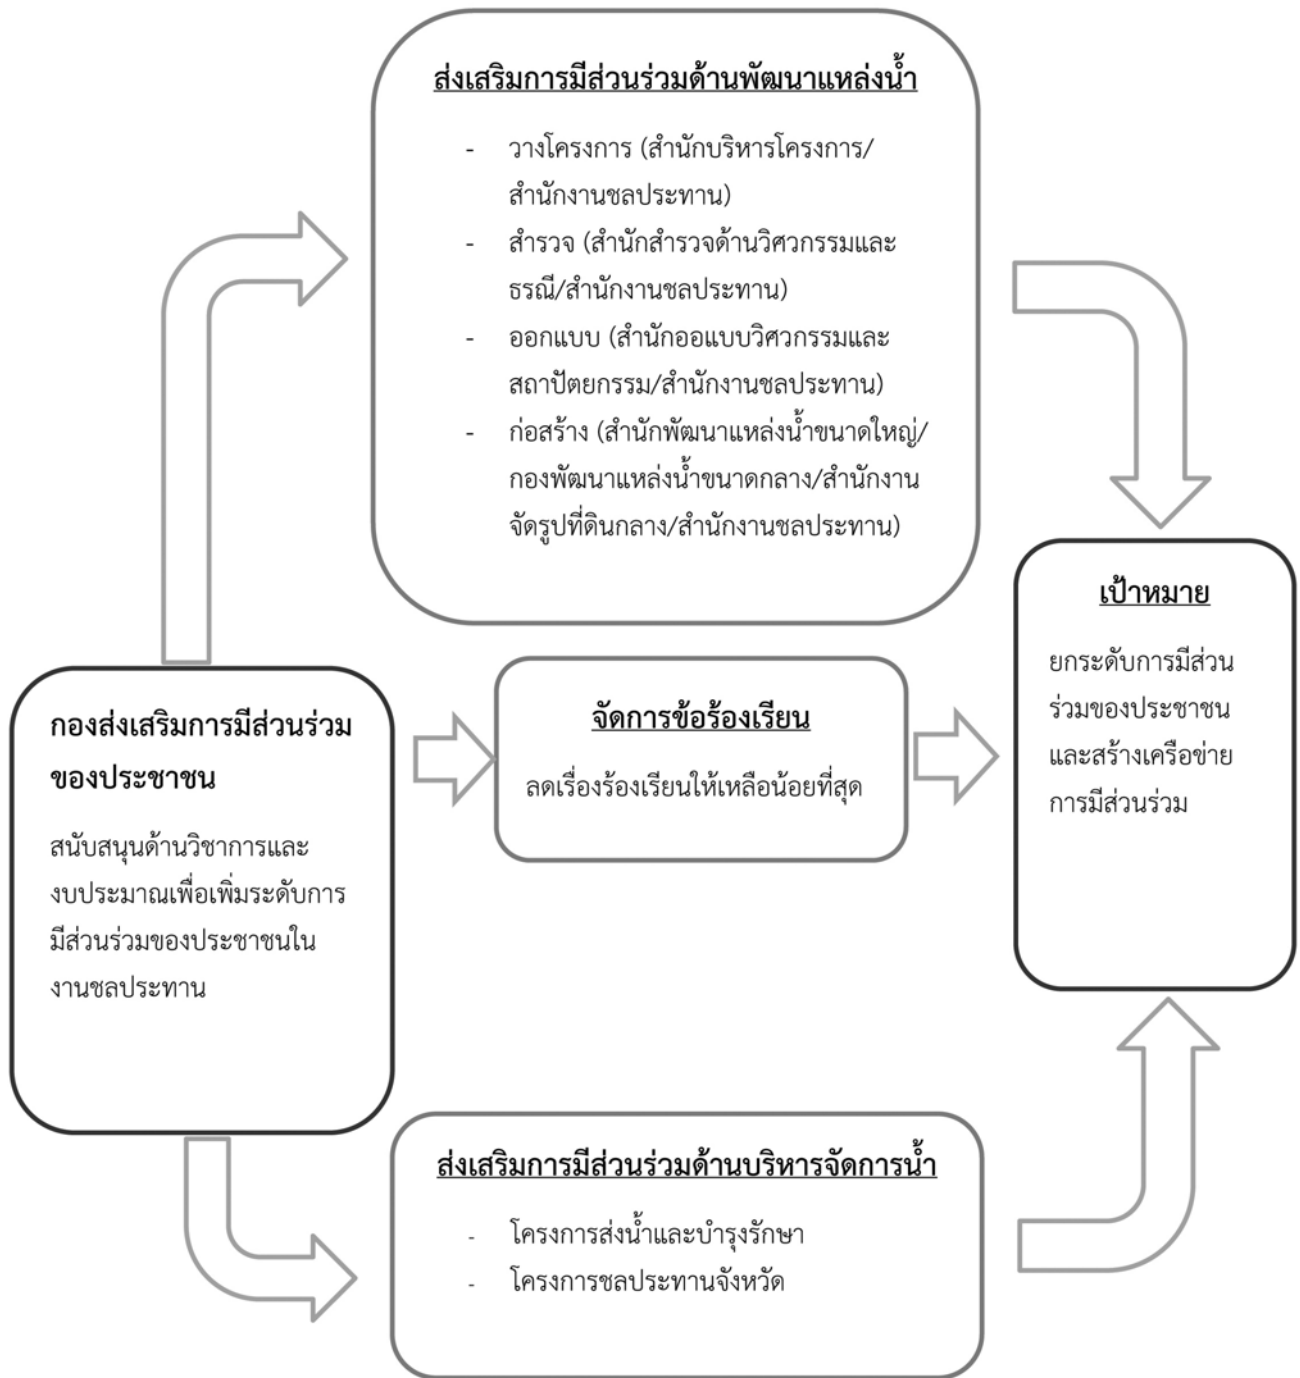 ส่งเสริมการมีส่วนร่วมด้านพัฒนาแหล่งน้ำ
- วางโครงการ (สำนักบริหารโครงการ/
สำนักงานชลประทาน)
- สำรวจ (สำนักสำรวจด้านวิศวกรรมและ
ธรณี/สำนักงานชลประทาน)
- ออกแบบ (สำนักออแบบวิศวกรรมและ
สถาปัตยกรรม/สำนักงานชลประทาน)
- ก่อสร้าง (สำนักพัฒนาแหล่งน้ำขนาดใหญ่/
กองพัฒนาแหล่งน้ำขนาดกลาง/สำนักงาน
จัดรูปที่ดินกลาง/สำนักงานชลประทาน)
กองส่งเสริมการมีส่วนร่วม
ของประชาชน
สนับสนุนด้านวิชาการและ
งบประมาณเพื่อเพิ่มระดับการ
มีส่วนร่วมของประชาชนใน
งานชลประทาน
จัดการข้อร้องเรียน
ลดเรื่องร้องเรียนให้เหลือน้อยที่สุด
เป้าหมาย
ยกระดับการมีส่วน
ร่วมของประชาชน
และสร้างเครือข่าย
การมีส่วนร่วม
ส่งเสริมการมีส่วนร่วมด้านบริหารจัดการน้ำ
- โครงการส่งน้ำและบำรุงรักษา
- โครงการชลประทานจังหวัด